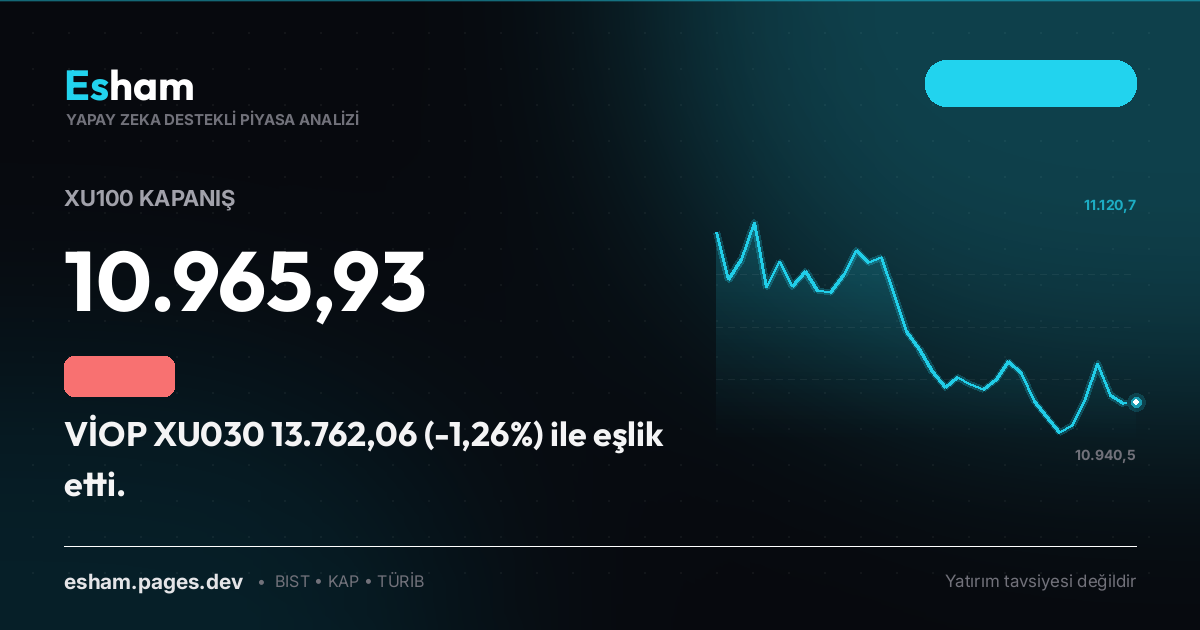 Esham
YAPAY ZEKA DESTEKLİ PİYASA ANALİZİ
XU100 KAPANIŞ
10.965,93
VİOP XU030 13.762,06 (-1,26%) ile eşlik
etti.
11.120,7
10.940,5
esham.pages.dev • BIST • KAP • TÜRİB
Yatırım tavsiyesi değildir